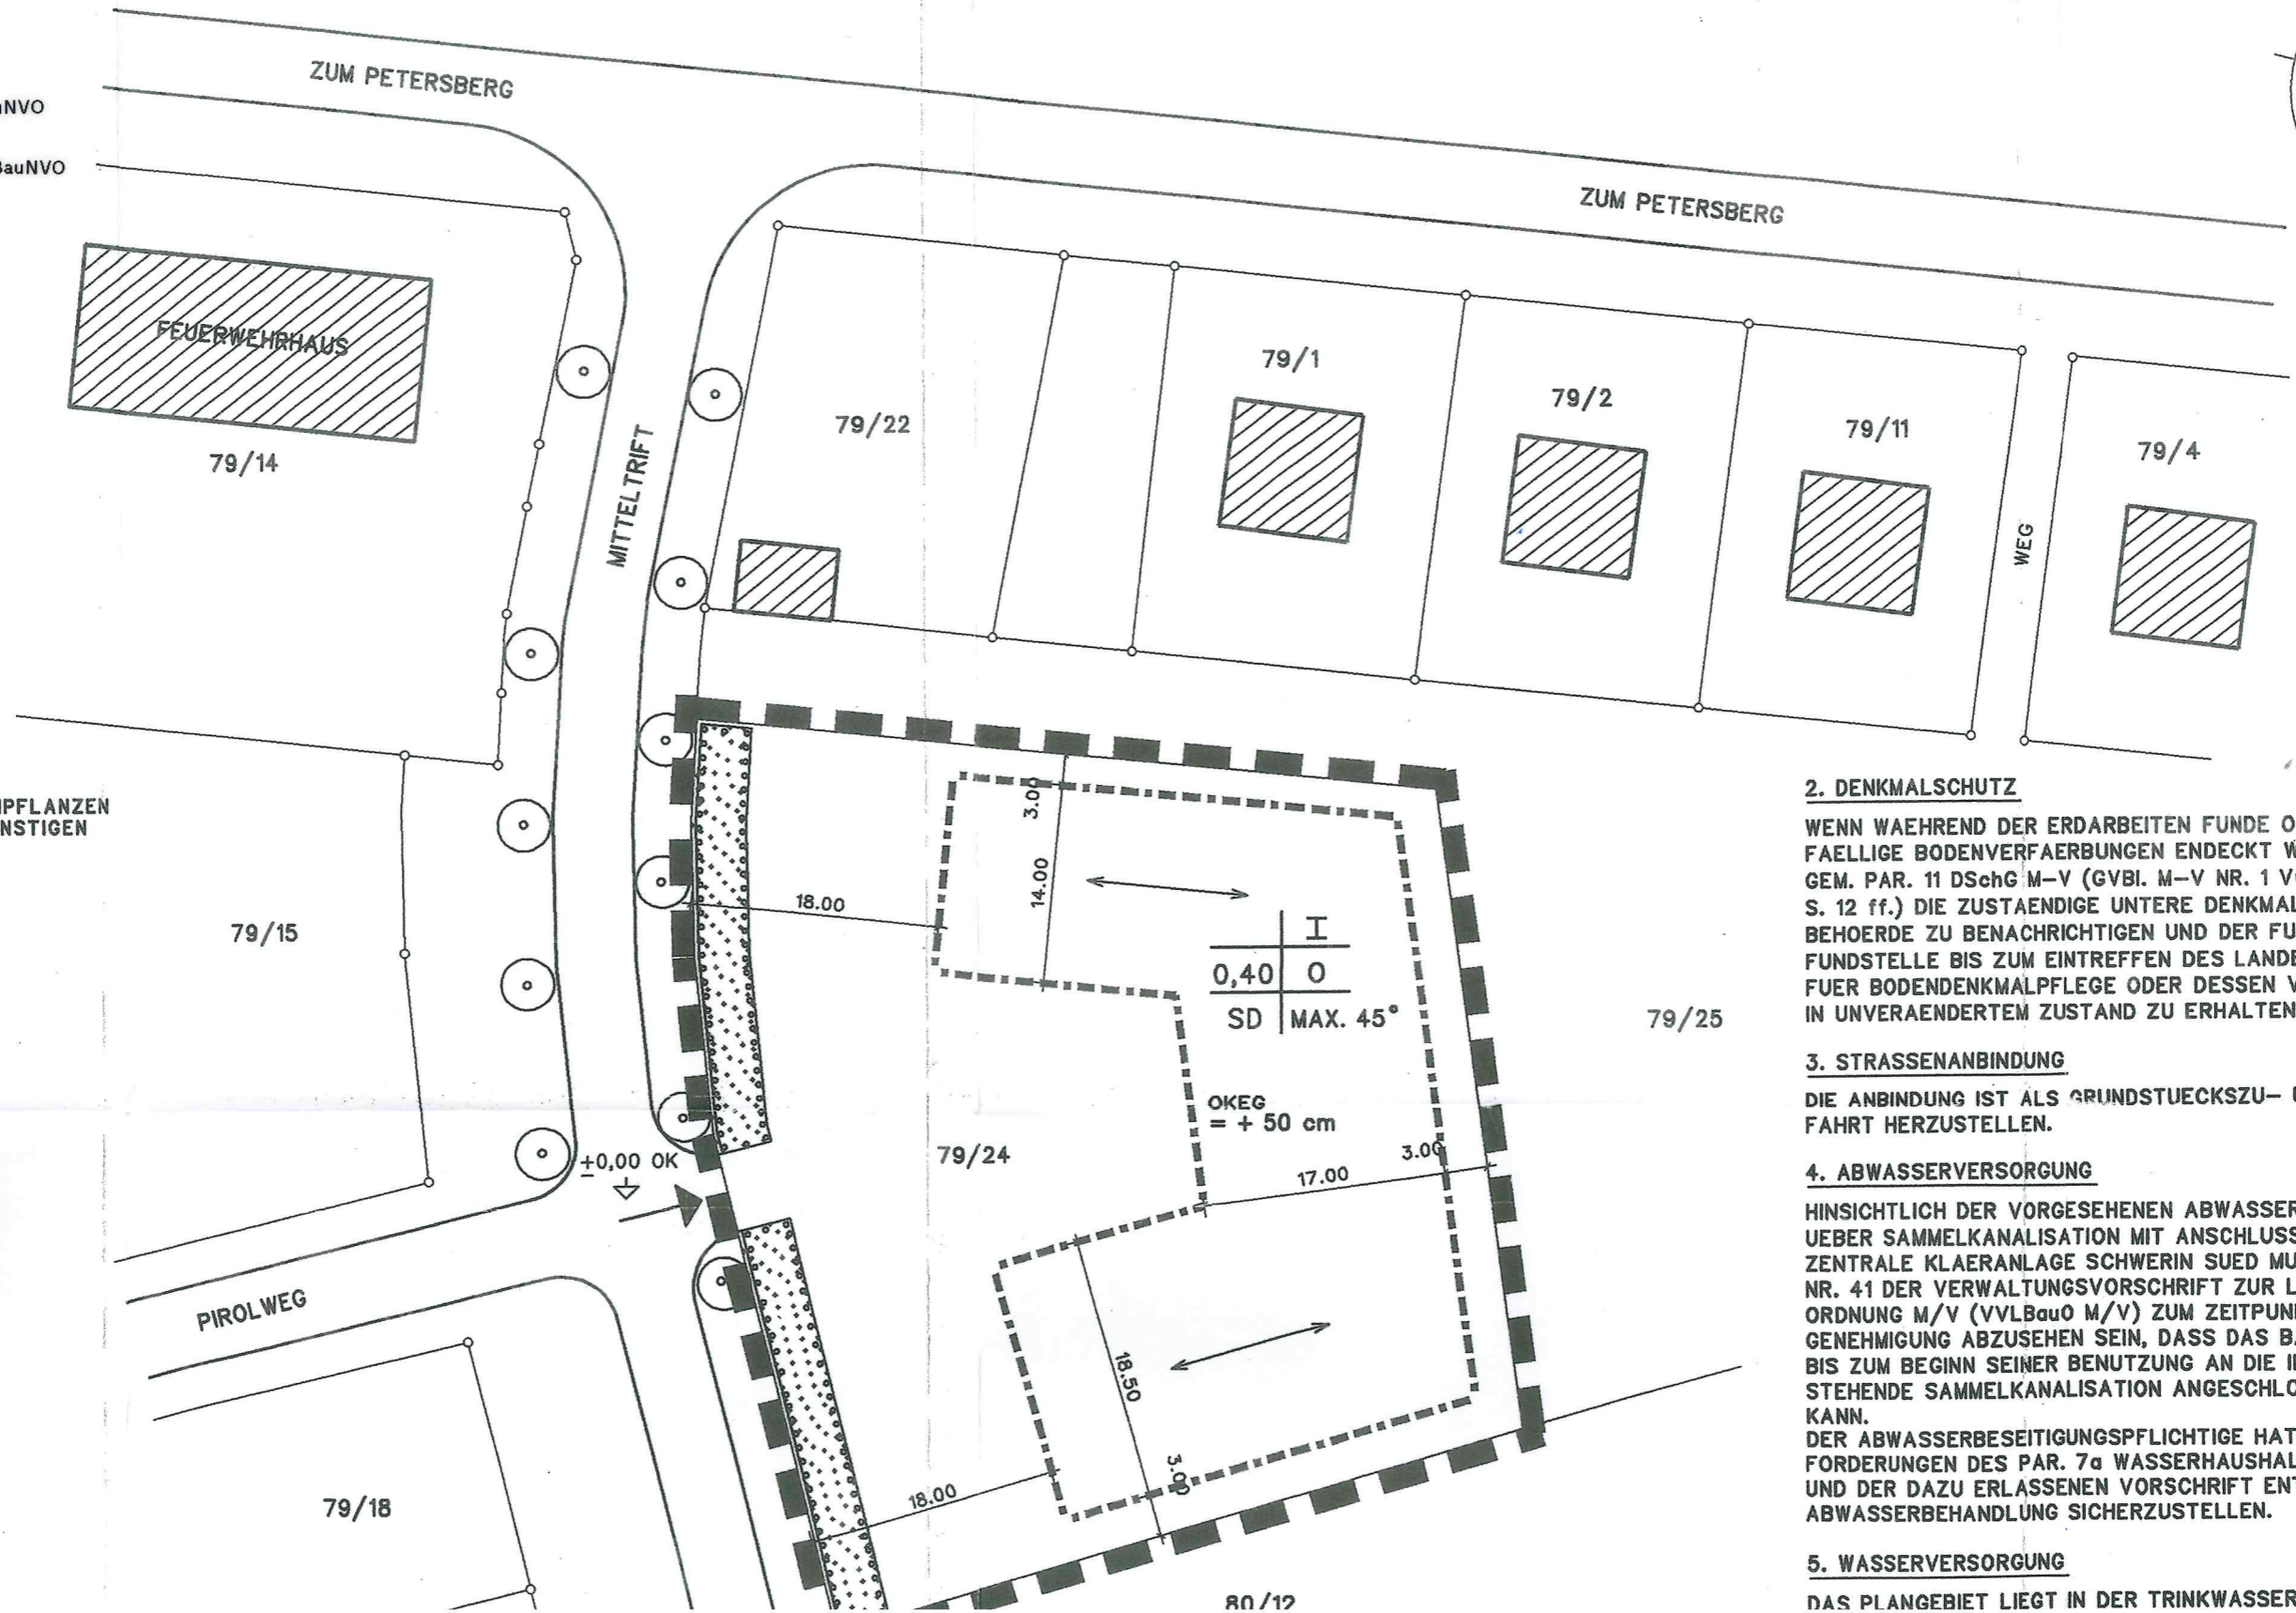 ZUM PETERSBERG
BauNVO
ZUM PETERSBERG
FEUERWEHRHAUS
79/14
MITTELTRIFT
79/22
79/1
79/2
79/11
WEG
79/4
PFLANZEN
NSTIGEN
79/15
3.00
14.00
18.00
I
0,40 O
SD MAX. 45°
OKEG
= + 50 cm
79/25
79/24
±0,00 OK
3.00
17.00
PIROLWEG
18.50
3.00
18.00
79/18
80/12
2. DENKMALSCHUTZ
WENN WAEHREND DER ERDARBEITEN FUNDE
FAELLIGE BODENVERFAERBUNGEN ENDECKT
GEM. PAR. 11 DSchG M-V (GVBl. M-V NR. 1
S. 12 ff.) DIE ZUSTAENDIGE UNTERE DENKMAL
BEHOERDE ZU BENACHRICHTIGEN UND DER FU
FUNDSTELLE BIS ZUM EINTREFFEN DES LANDE
FUER BODENDENKMALPFLEGE ODER DESSEN
IN UNVERAENDERTEM ZUSTAND ZU ERHALTEN
3. STRASSENANBINDUNG
DIE ANBINDUNG IST ALS GRUNDSTUECKSZU-
FAHRT HERZUSTELLEN.
4. ABWASSERVERSORGUNG
HINSICHTLICH DER VORGESEHENEN ABWASSER
UEBER SAMMELKANALISATION MIT ANSCHLUSS
ZENTRALE KLAERANLAGE SCHWERIN SUED MU
NR. 41 DER VERWALTUNGSVORSCHRIFT ZUR L
ORDNUNG M/V (VVLBauO M/V) ZUM ZEITPUN
GENEHMIGUNG ABZUSEHEN SEIN, DASS DAS BA
BIS ZUM BEGINN SEINER BENUTZUNG AN DIE
STEHENDE SAMMELKANALISATION ANGESCHLO
KANN.
DER ABWASSERBESEITIGUNGSPFLICHTIGE HAT
FORDERUNGEN DES PAR. 7a WASSERHAUSHAL
UND DER DAZU ERLASSENEN VORSCHRIFT ENT
ABWASSERBEHANDLUNG SICHERZUSTELLEN.
5. WASSERVERSORGUNG
DAS PLANGEBIET LIEGT IN DER TRINKWASSER